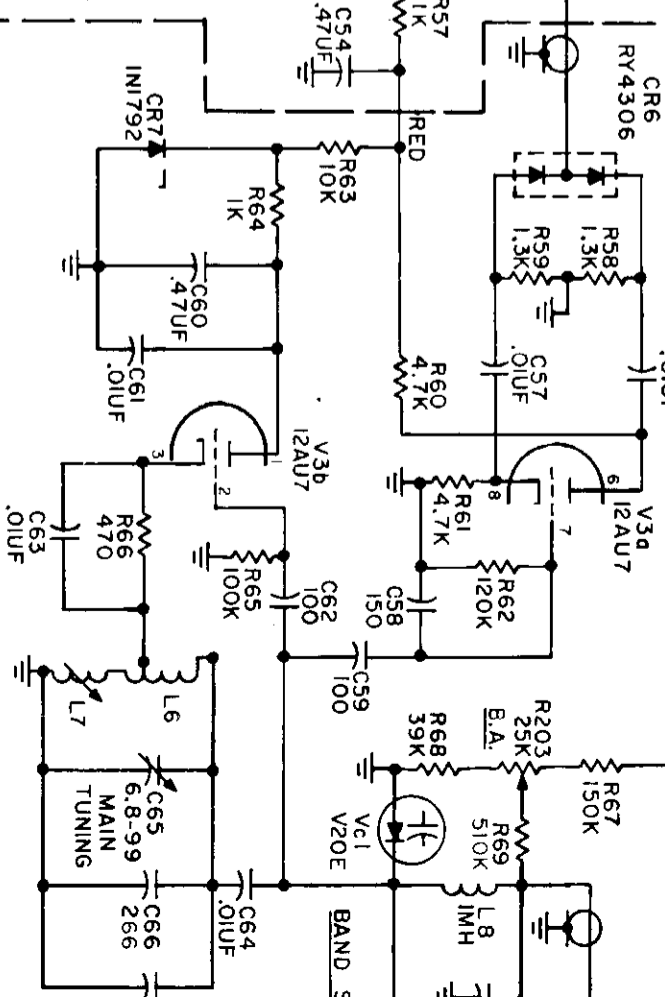 R57
1K
C54
.47UF
CR6
RY4306
RED
CR7
IN1792
R63
10K
R64
1K
R59
1.3K
R58
1.3K
C60
.47UF
C61
.01UF
R60
4.7K
C57
.01UF
V3b
12AU7
1
2
3
V3a
12AU7
6
7
8
R61
4.7K
R62
120K
C58
150
C63
.01UF
R66
470
R65
100K
C62
100
C59
100
L6
L7
R203
25K
B.A.
R68
39K
R67
150K
C65
6.8-99
MAIN
TUNING
Vc1
V20E
R69
510K
L8
1MH
C66
266
C64
.01UF
BAND